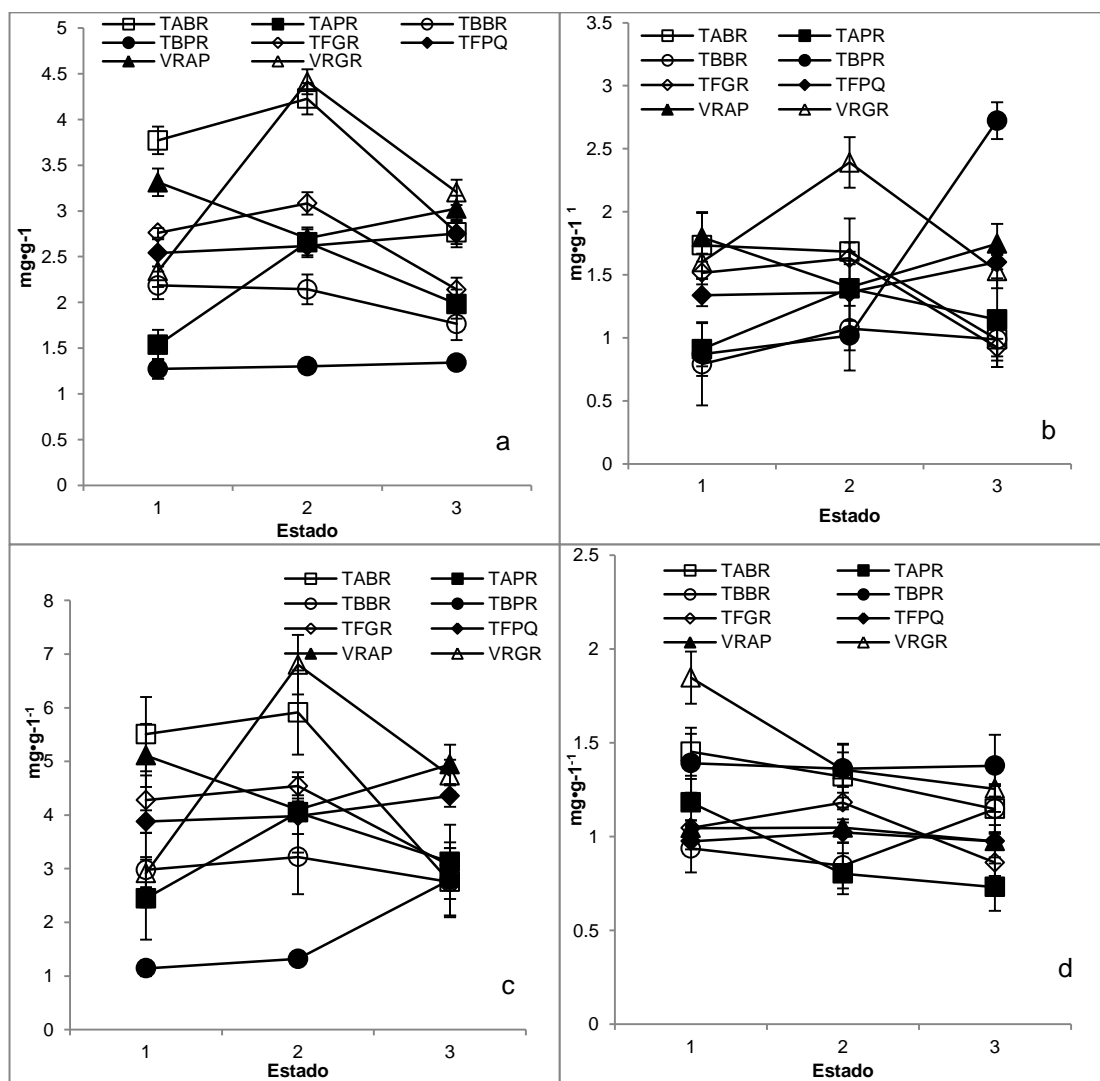 TABR TAPR TBBR
TBPR TFGR TFPQ
VRAP VRGR
5
4.5
4
3.5
3
2.5
2
1.5
1
0.5
0
mg•g-1
1 2 3
Estado
a
TABR TAPR
TBBR TBPR
TFGR TFPQ
VRAP VRGR
3.5
3
2.5
2
1.5
1
0.5
0
mg•g-1 ¹
1 2 3
Estado
b
TABR TAPR
TBBR TBPR
TFGR TFPQ
VRAP VRGR
8
7
6
5
4
3
2
1
0
mg•g-1⁻¹
1 2 3
Estado
c
TABR TAPR
TBBR TBPR
TFGR TFPQ
VRAP VRGR
2.5
2
1.5
1
0.5
0
mg•g-1⁻¹
1 2 3
Estado
d